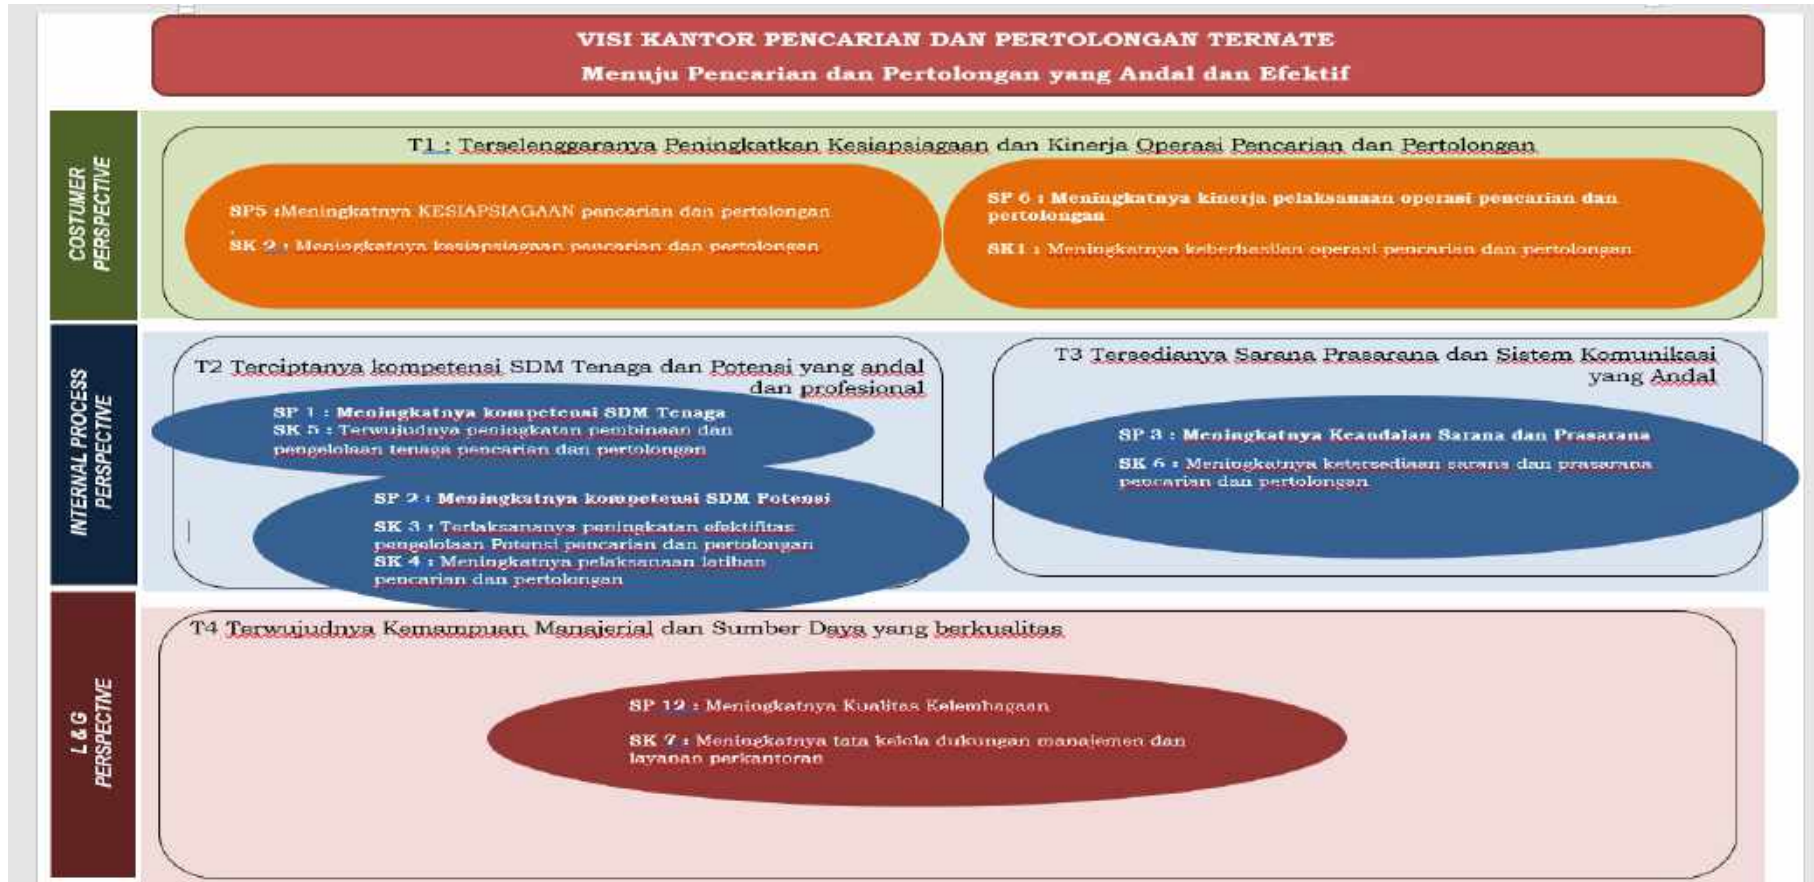 VISI KANTOR PENCARIAN DAN PERTOLONGAN TERNATE
Menuju Pencarian dan Pertolongan yang Andal dan Efektif
COSTUMER
PERSPECTIVE
T1 : Terselenggaranya Peningkatkan Kesiapsiagaan dan Kinerja Operasi Pencarian dan Pertolongan
SP5 :Meningkatnya KESIAPSIAGAAN pencarian dan pertolongan
.
SK 2 : Meningkatnya kesiapsiagaan pencarian dan pertolongan
SP 6 : Meningkatnya kinerja pelaksanaan operasi pencarian dan
pertolongan
SK1 : Meningkatnya keberhasilan operasi pencarian dan pertolongan
INTERNAL PROCESS
PERSPECTIVE
T2 Terciptanya kompetensi SDM Tenaga dan Potensi yang andal
dan profesional
SP 1 : Meningkatnya kompetensi SDM Tenaga
SK 5 : Terwujudnya peningkatan pembinaan dan
pengelolaan tenaga pencarian dan pertolongan
SP 2 : Meningkatnya kompetensi SDM Potensi
SK 3 : Terlaksananya peningkatan efektifitas
pengelolaan Potensi pencarian dan pertolongan
SK 4 : Meningkatnya pelaksanaan latihan
pencarian dan pertolongan
T3 Tersedianya Sarana Prasarana dan Sistem Komunikasi
yang Andal
SP 3 : Meningkatnya Keandalan Sarana dan Prasarana
SK 6 : Meningkatnya ketersediaan sarana dan prasarana
pencarian dan pertolongan
L & G
PERSPECTIVE
T4 Terwujudnya Kemampuan Manajerial dan Sumber Daya yang berkualitas
SP 12 : Meningkatnya Kualitas Kelembagaan
SK 7 : Meningkatnya tata kelola dukungan manajemen dan
layanan perkantoran